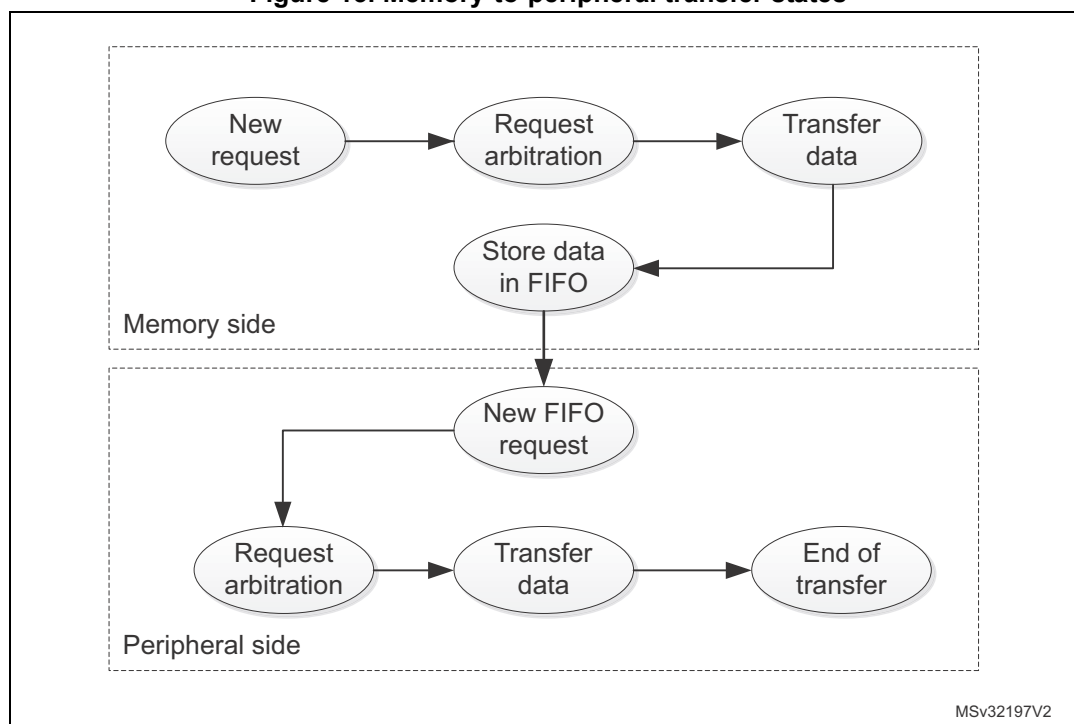 Figure Memory-to-peripheral transfer states
New
request
Request
arbitration
Transfer
data
Store data
in FIFO
Memory side
New FIFO
request
Request
arbitration
Transfer
data
End of
transfer
Peripheral side
MSv32197V2